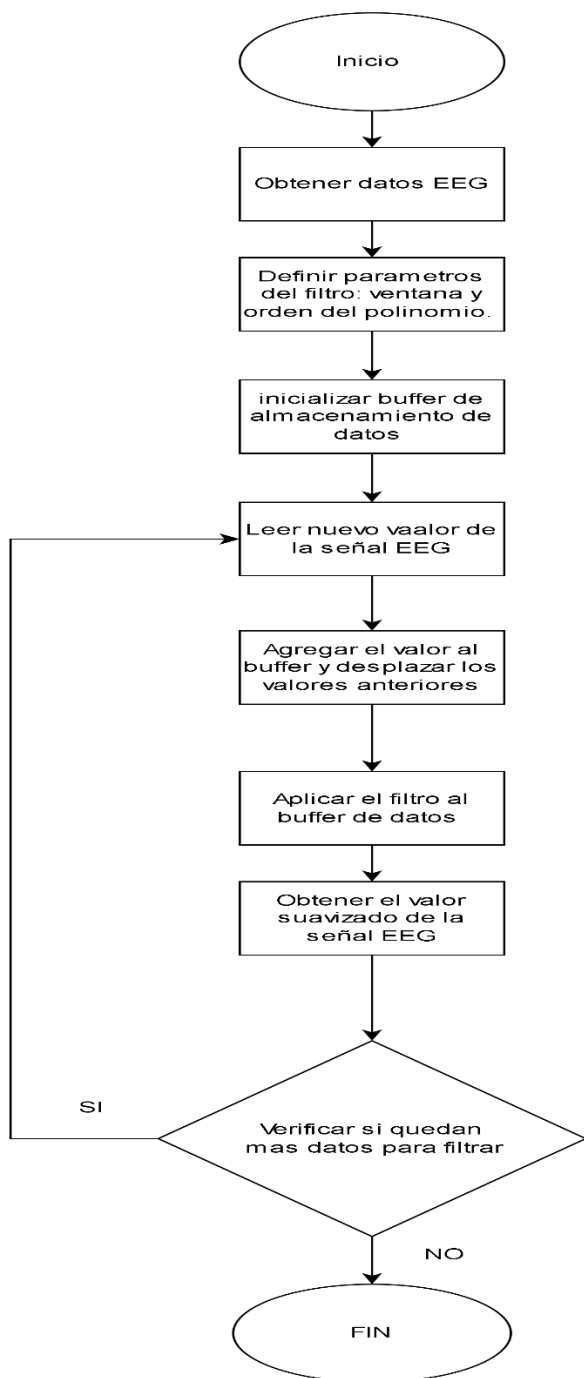 Inicio
Obtener datos EEG
Definir parametros
del filtro: ventana y
orden del polinomio.
inicializar buffer de
almacenamiento de
datos
Leer nuevo vaalor de
la señal EEG
Agregar el valor al
buffer y desplazar los
valores anteriores
Aplicar el filtro al
buffer de datos
Obtener el valor
suavizado de la
señal EEG
SI
Verificar si quedan
mas datos para filtrar
NO
FIN